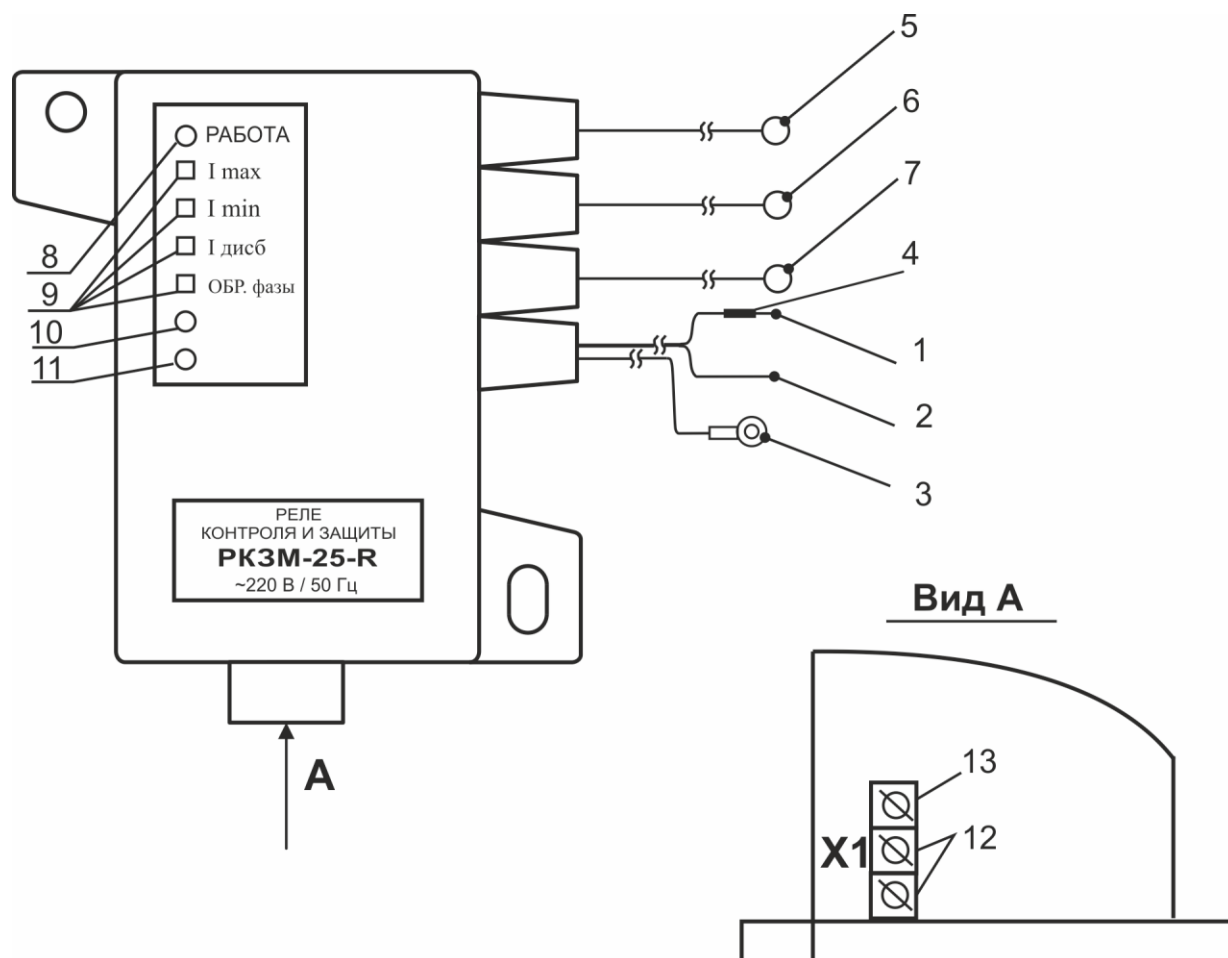 5
6
7
4
1
2
3
РАБОТА
I max
I min
I дисб
ОБР. фазы
8
9
10
11
РЕЛЕ
КОНТРОЛЯ И ЗАЩИТЫ
РКЗМ-25-R
~220 В / 50 Гц
А
Вид А
13
X1
12